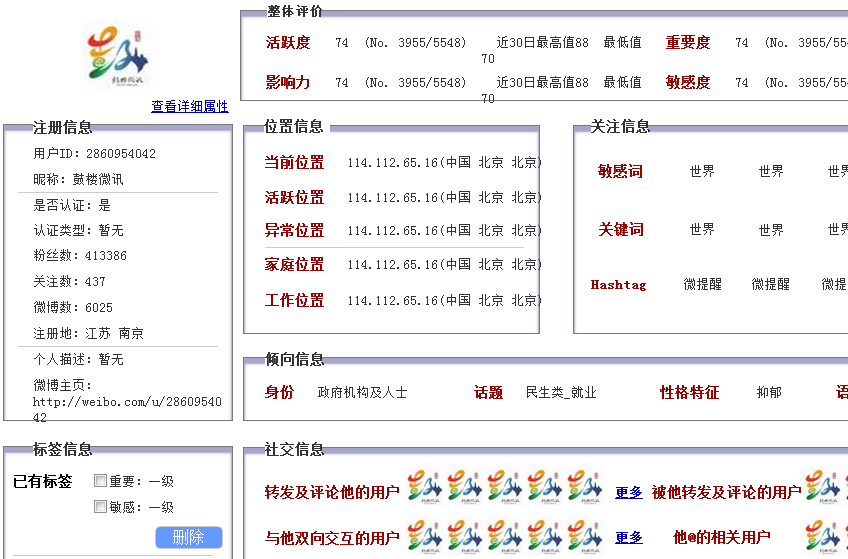 整体评价
活跃度 74 (No. 3955/5548) 近30日最高值88 最低值70 重要度 74 (No. 3955/55
影响力 74 (No. 3955/5548) 近30日最高值88 最低值70 敏感度 74 (No. 3955/55
查看详细属性
注册信息
用户ID: 2860954042
昵称: 鼓楼微讯
是否认证: 是
认证类型: 暂无
粉丝数: 413386
关注数: 437
微博数: 6025
注册地: 江苏 南京
个人描述: 暂无
微博主页:
http://weibo.com/u/28609540
42
位置信息
当前位置 114.112.65.16(中国 北京 北京)
活跃位置 114.112.65.16(中国 北京 北京)
异常位置 114.112.65.16(中国 北京 北京)
家庭位置 114.112.65.16(中国 北京 北京)
工作位置 114.112.65.16(中国 北京 北京)
关注信息
敏感词 世界 世界 世界
关键词 世界 世界 世界
Hashtag 微提醒 微提醒 微提
倾向信息
身份 政府机构及人士 话题 民生类_就业 性格特征 抑郁 语
标签信息
已有标签 重要: 一级
敏感: 一级
删除
社交信息
转发及评论他的用户 更多 被他转发及评论的用户
与他双向交互的用户 更多 他@的相关用户